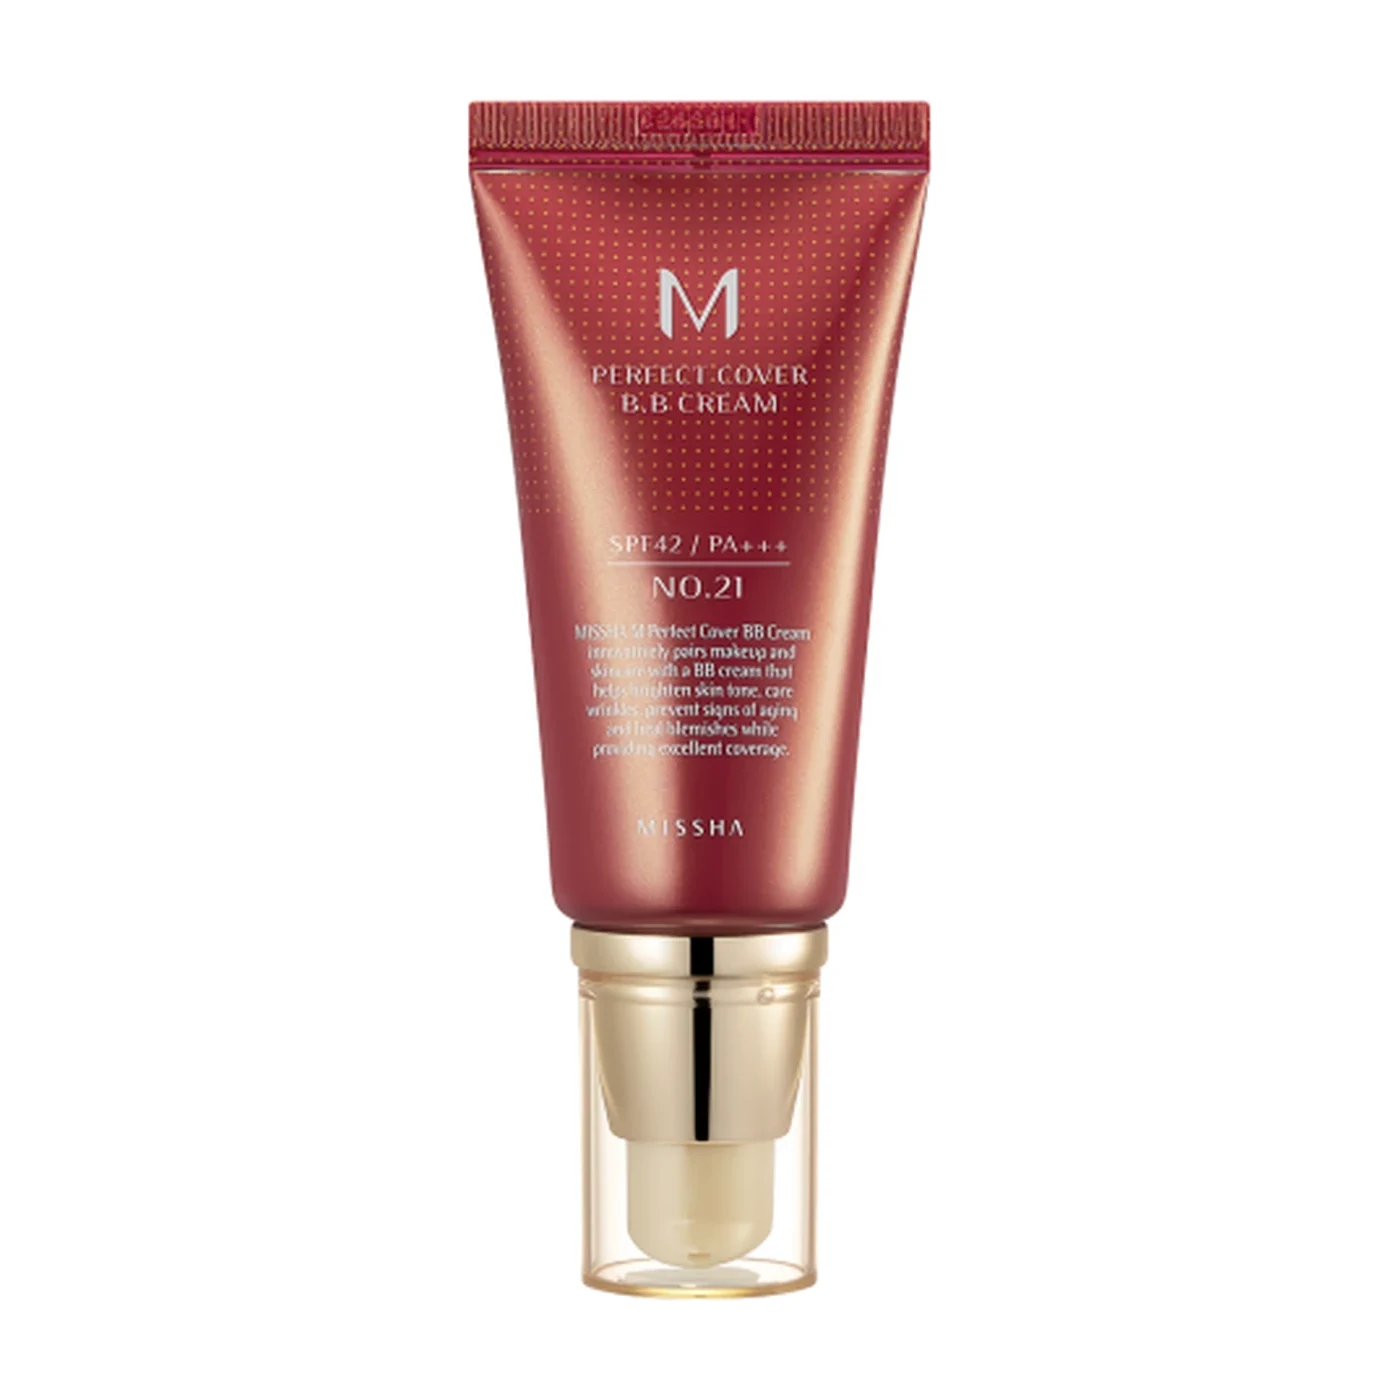 M
PERFECT COVER
B.B CREAM
SPF42 / PA+++
NO.21
MISSHA M Perfect Cover BB Cream
innovatively pairs makeup and
skincare with a BB cream that
helps brighten skin tone, care
wrinkles, prevent signs of aging
and heal blemishes while
providing excellent coverage.
MISSHA